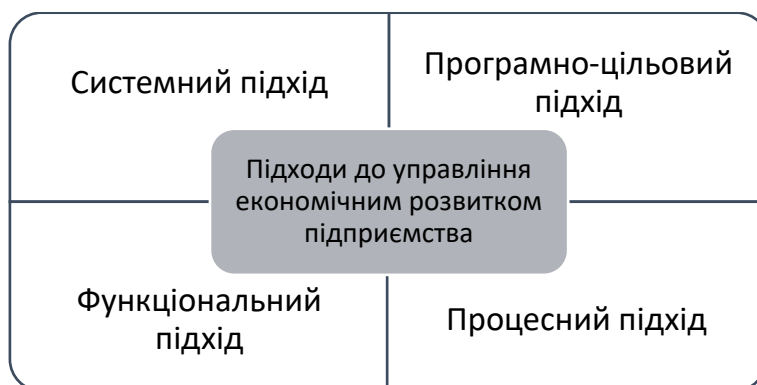 Системний підхід
Програмно-цільовий
підхід
Підходи до управління
економічним розвитком
підприємства
Функціональний
підхід
Процесний підхід